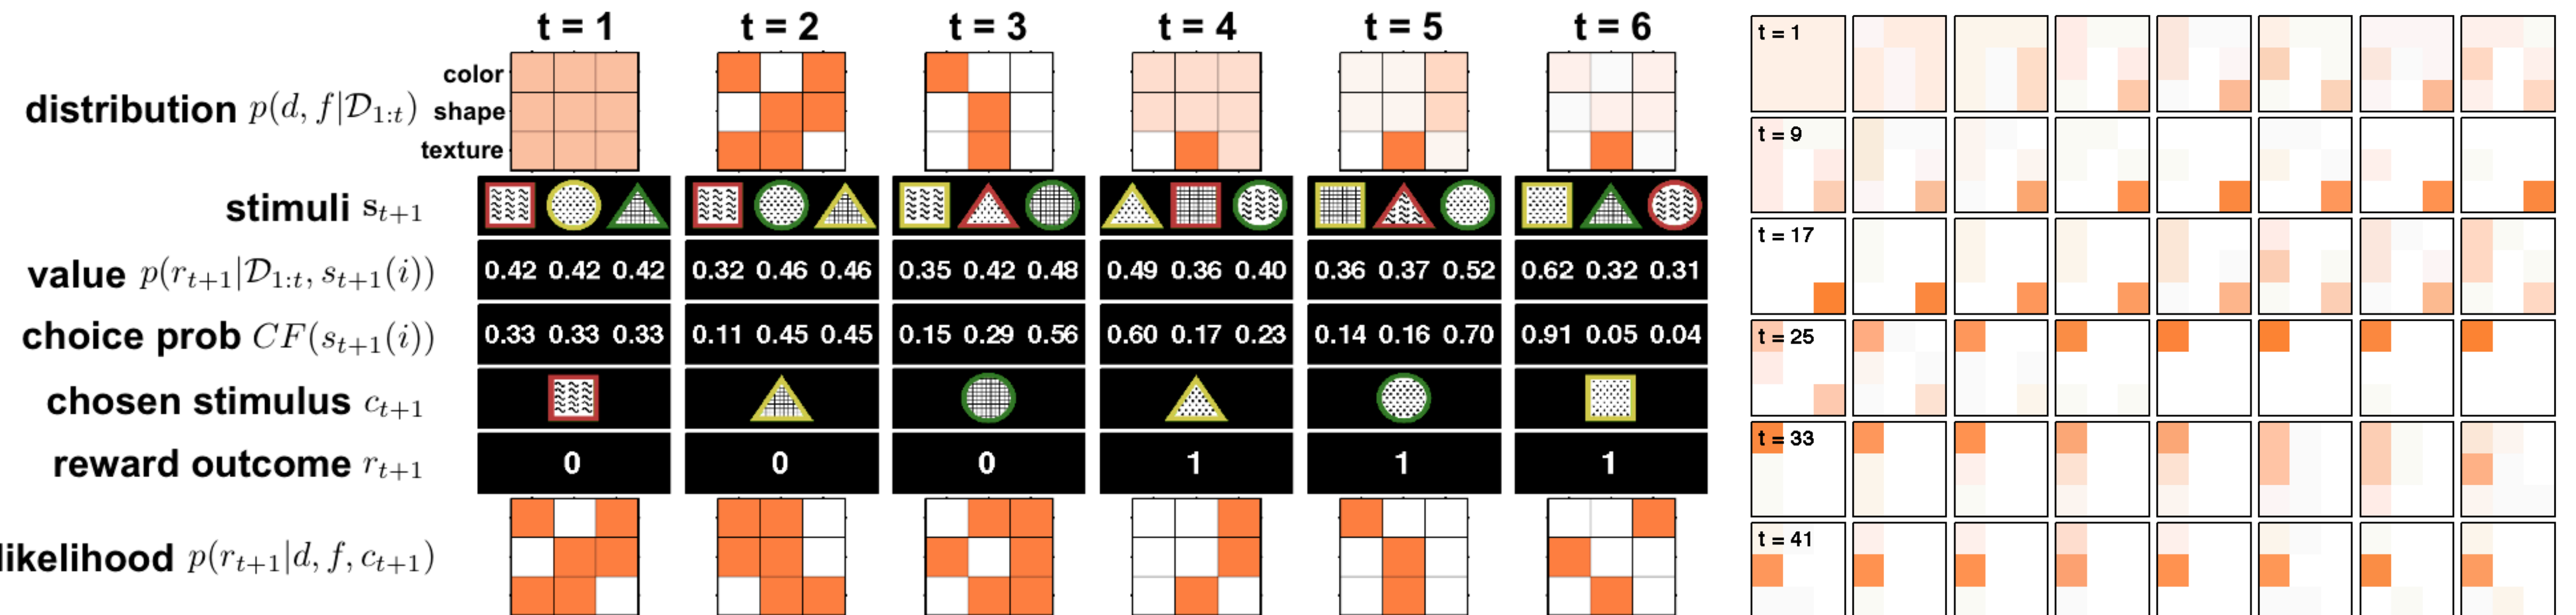 t = 1 t = 2 t = 3 t = 4 t = 5 t = 6
color
distribution p(d, f|𝒟₁:ₜ) shape
texture
stimuli sₜ₊₁
value p(rₜ₊₁|𝒟₁:ₜ, sₜ₊₁(i)) 0.42 0.42 0.42 0.32 0.46 0.46 0.35 0.42 0.48 0.49 0.36 0.40 0.36 0.37 0.52 0.62 0.32 0.31
choice prob CF(sₜ₊₁(i)) 0.33 0.33 0.33 0.11 0.45 0.45 0.15 0.29 0.56 0.60 0.17 0.23 0.14 0.16 0.70 0.91 0.05 0.04
chosen stimulus cₜ₊₁
reward outcome rₜ₊₁ 0 0 0 1 1 1
likelihood p(rₜ₊₁|d, f, cₜ₊₁)
t = 1
t = 9
t = 17
t = 25
t = 33
t = 41